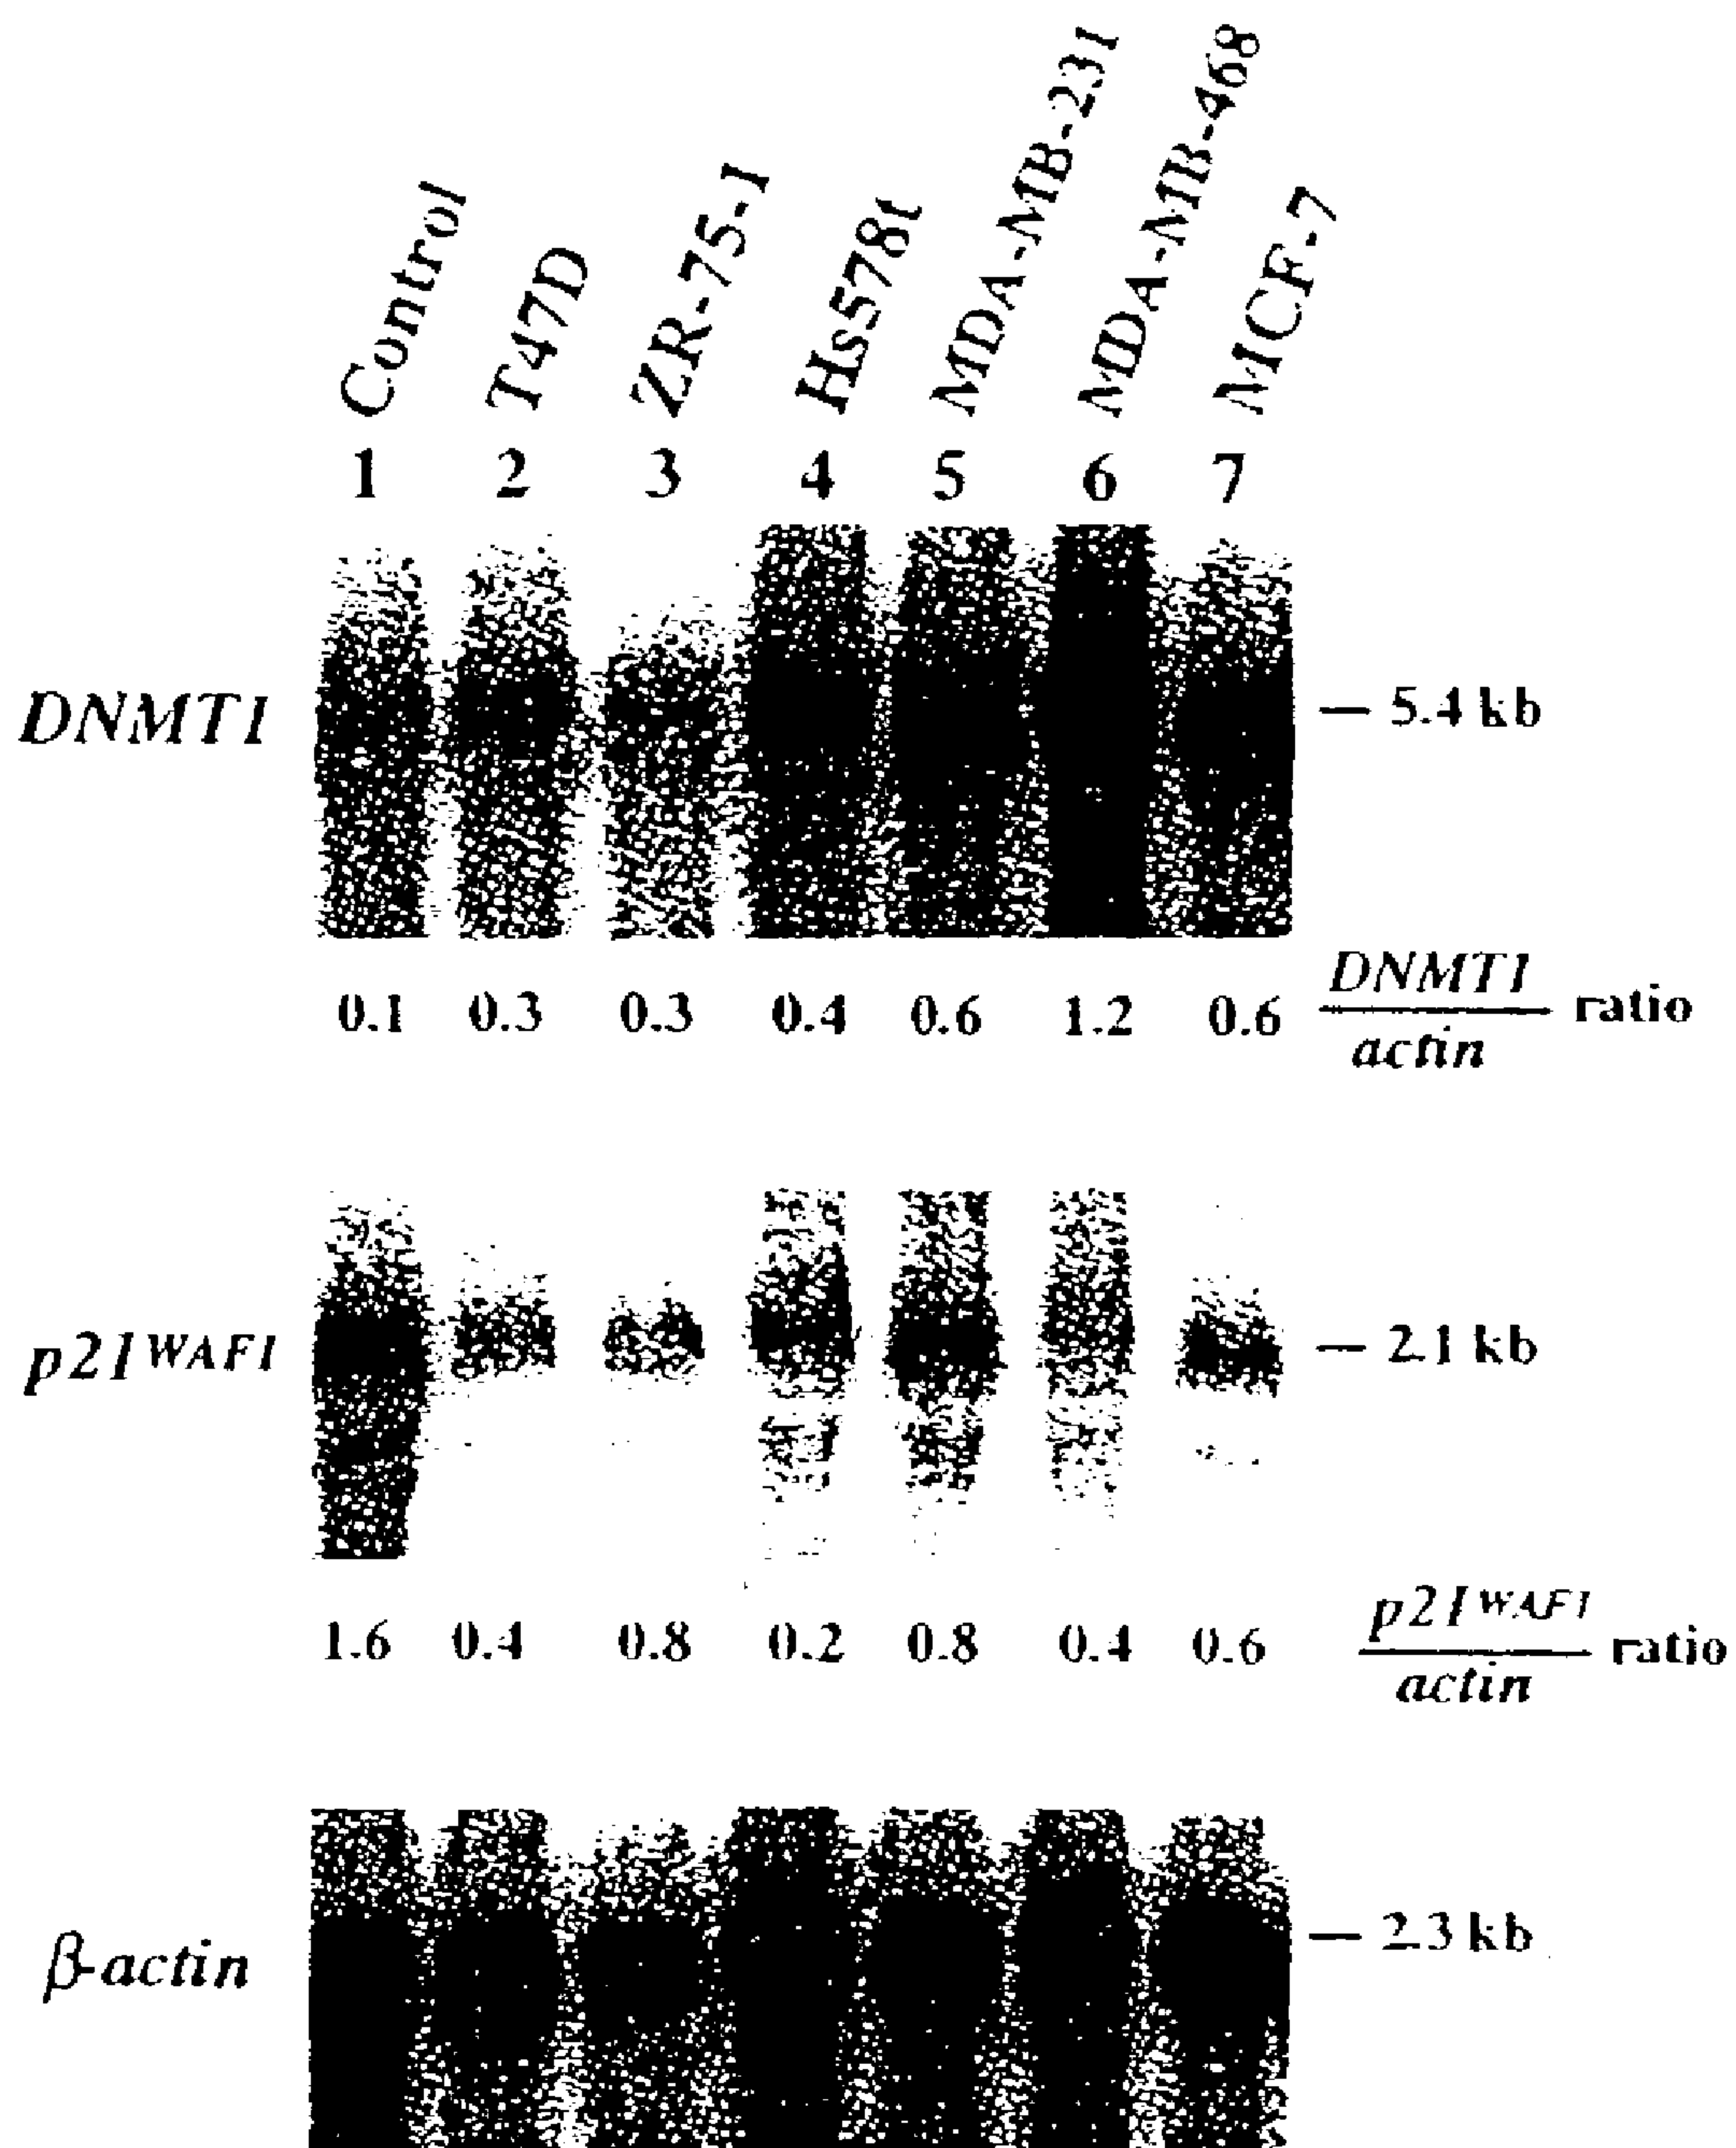 Control T47D ZR-75-1 Hs578t MDA-MB-231 MDA-MB-468 MCF-7
1 2 3 4 5 6 7
DNMT1 — 5.4 kb
0.1 0.3 0.3 0.4 0.6 1.2 0.6 DNMT1
actin ratio
p21WAF1 — 2.1 kb
1.6 0.4 0.8 0.2 0.8 0.4 0.6 p21WAF1
actin ratio
β-actin — 2.3 kb